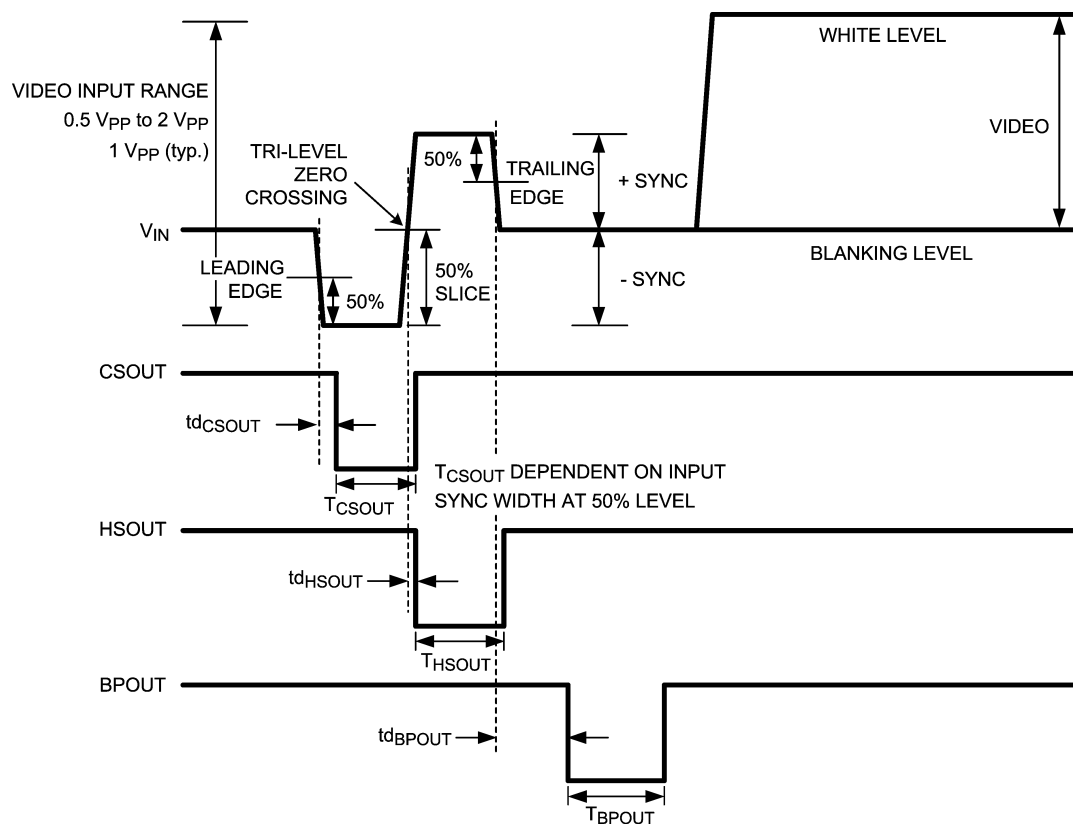 WHITE LEVEL
VIDEO INPUT RANGE
0.5 VPP to 2 VPP
1 VPP (typ.)
VIDEO
TRI-LEVEL
ZERO
CROSSING
50%
TRAILING
EDGE
+ SYNC
VIN
BLANKING LEVEL
LEADING
EDGE
50%
50%
SLICE
- SYNC
CSOUT
tdCSOUT
TCSOUT
TCSOUT DEPENDENT ON INPUT
SYNC WIDTH AT 50% LEVEL
HSOUT
tdHSOUT
THSOUT
BPOUT
tdBPOUT
TBPOUT